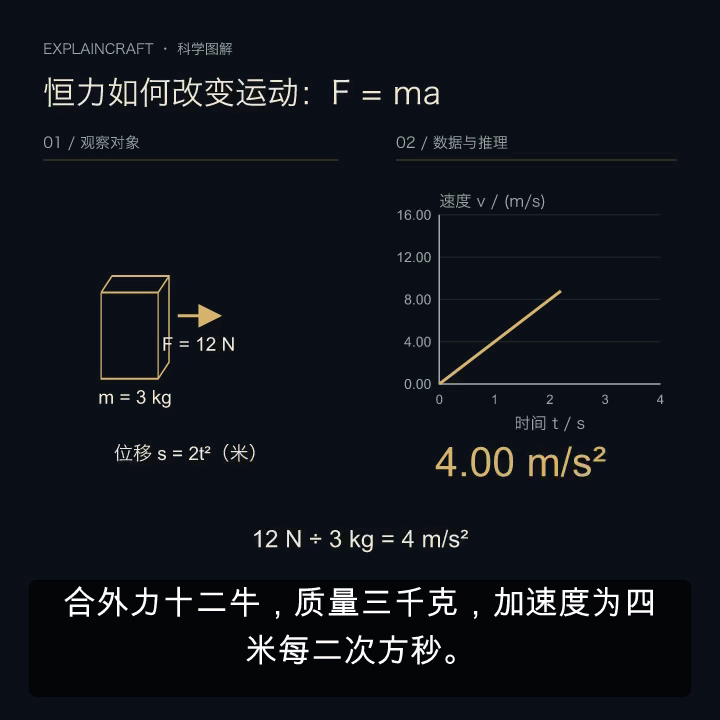 EXPLAINCRAFT · 科学图解
恒力如何改变运动：F = ma
01 / 观察对象
02 / 数据与推理
速度 v / (m/s)
16.00
12.00
8.00
4.00
0.00
0 1 2 3 4
时间 t / s
F = 12 N
m = 3 kg
位移 s = 2t²（米）
4.00 m/s²
12 N ÷ 3 kg = 4 m/s²
合外力十二牛，质量三千克，加速度为四
米每二次方秒。